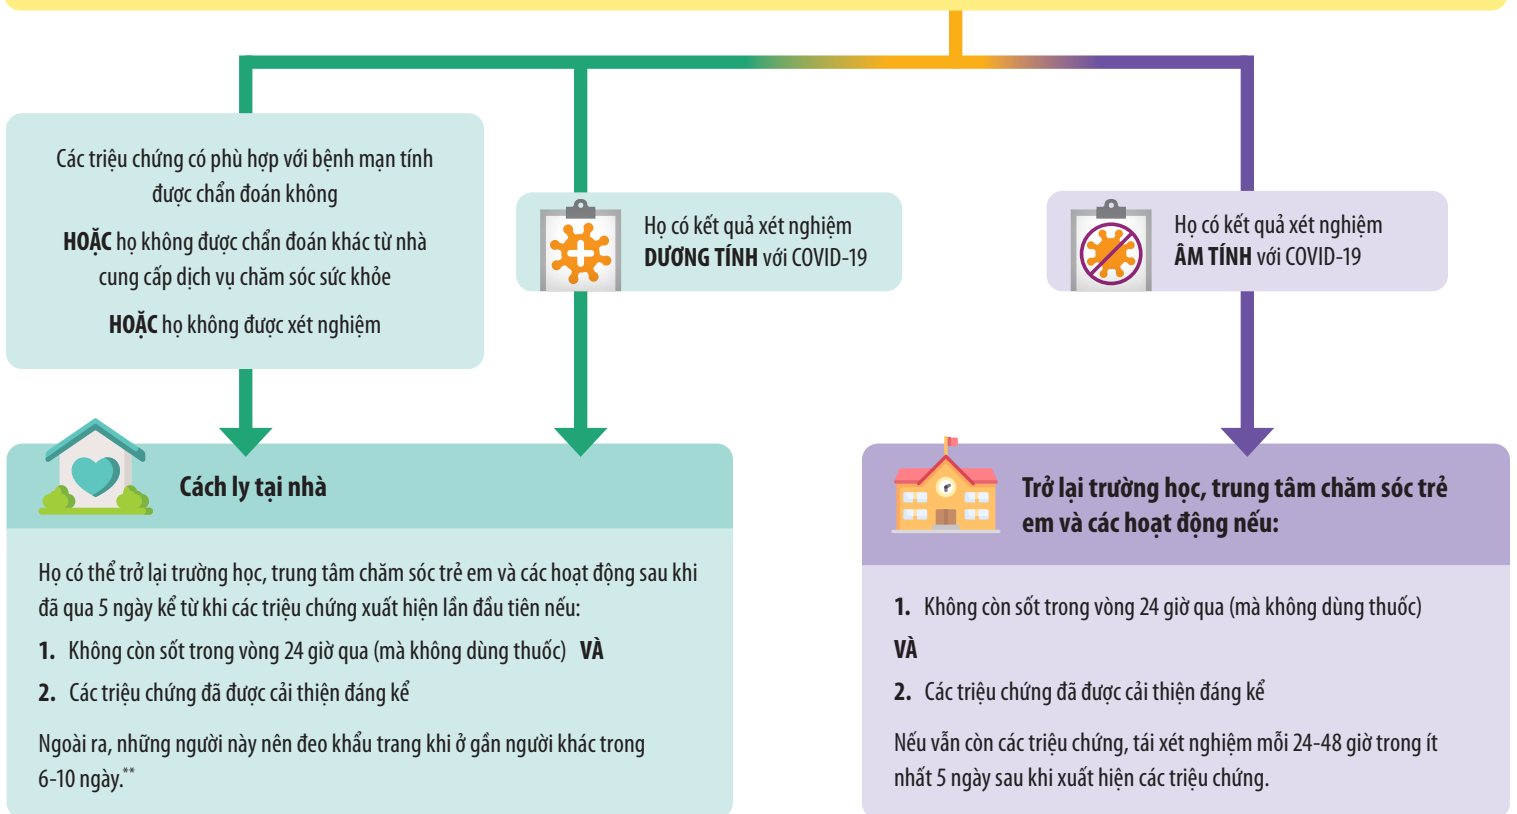 Các triệu chứng có phù hợp với bệnh mạn tính
được chẩn đoán không
HOẶC họ không được chẩn đoán khác từ nhà
cung cấp dịch vụ chăm sóc sức khỏe
HOẶC họ không được xét nghiệm
Họ có kết quả xét nghiệm
DƯƠNG TÍNH với COVID-19
Họ có kết quả xét nghiệm
ÂM TÍNH với COVID-19
Cách ly tại nhà
Họ có thể trở lại trường học, trung tâm chăm sóc trẻ em và các hoạt động sau khi
đã qua 5 ngày kể từ khi các triệu chứng xuất hiện lần đầu tiên nếu:
1. Không còn sốt trong vòng 24 giờ qua (mà không dùng thuốc) VÀ
2. Các triệu chứng đã được cải thiện đáng kể
Ngoài ra, những người này nên đeo khẩu trang khi ở gần người khác trong
6-10 ngày.**
Trở lại trường học, trung tâm chăm sóc trẻ
em và các hoạt động nếu:
1. Không còn sốt trong vòng 24 giờ qua (mà không dùng thuốc)
VÀ
2. Các triệu chứng đã được cải thiện đáng kể
Nếu vẫn còn các triệu chứng, tái xét nghiệm mỗi 24-48 giờ trong ít
nhất 5 ngày sau khi xuất hiện các triệu chứng.